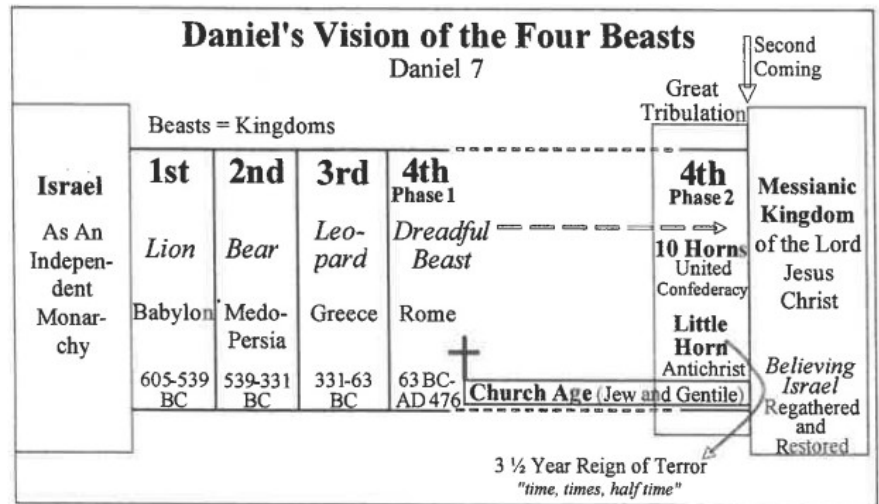 Daniel's Vision of the Four Beasts
Daniel 7
Second
Coming
Great
Tribulation
Beasts = Kingdoms
Israel
As An
Indepen-
dent
Monar-
chy
1st
Lion
Babylon
605-539
BC
2nd
Bear
Medo-
Persia
539-331
BC
3rd
Leo-
pard
Greece
331-63
BC
4th
Phase 1
Dreadful
Beast
Rome
63 BC-
AD 476
Church Age (Jew and Gentile)
4th
Phase 2
10 Horns
United
Confederacy
Little
Horn
Antichrist
Messianic
Kingdom
of the Lord
Jesus
Christ
Believing
Israel
Regathered
and
Restored
3 ½ Year Reign of Terror
"time, times, half time"